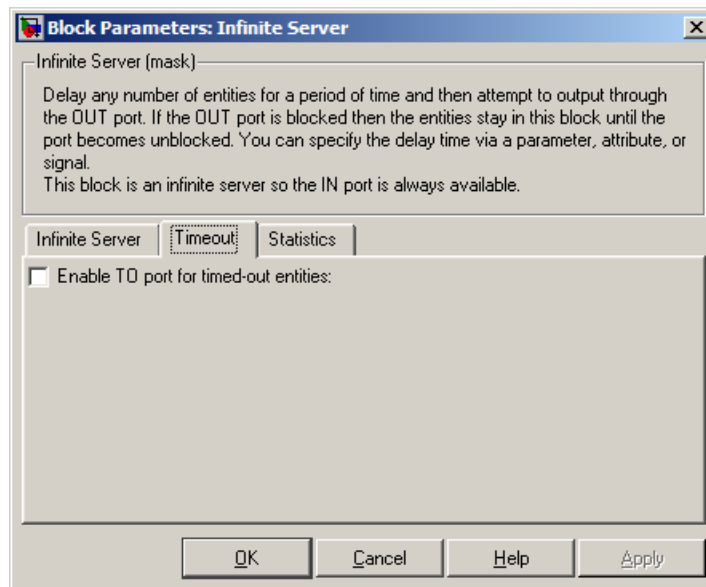 Block Parameters: Infinite Server
Infinite Server (mask)
Delay any number of entities for a period of time and then attempt to output through
the OUT port. If the OUT port is blocked then the entities stay in this block until the
port becomes unblocked. You can specify the delay time via a parameter, attribute, or
signal.
This block is an infinite server so the IN port is always available.
Infinite Server Timeout Statistics
Enable TO port for timed-out entities:
OK Cancel Help Apply